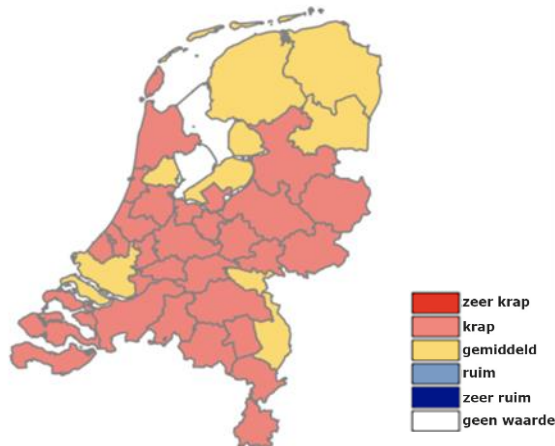 zeer krap
krap
gemiddeld
ruim
zeer ruim
geen waarde